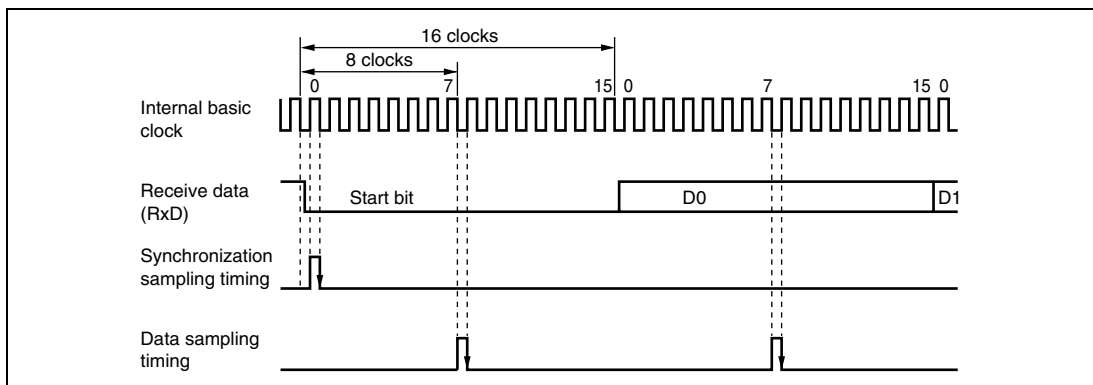 16 clocks
8 clocks
0 7 15 0 7 15 0
Internal basic
clock
Receive data
(RxD)
Start bit D0 D1
Synchronization
sampling timing
Data sampling
timing